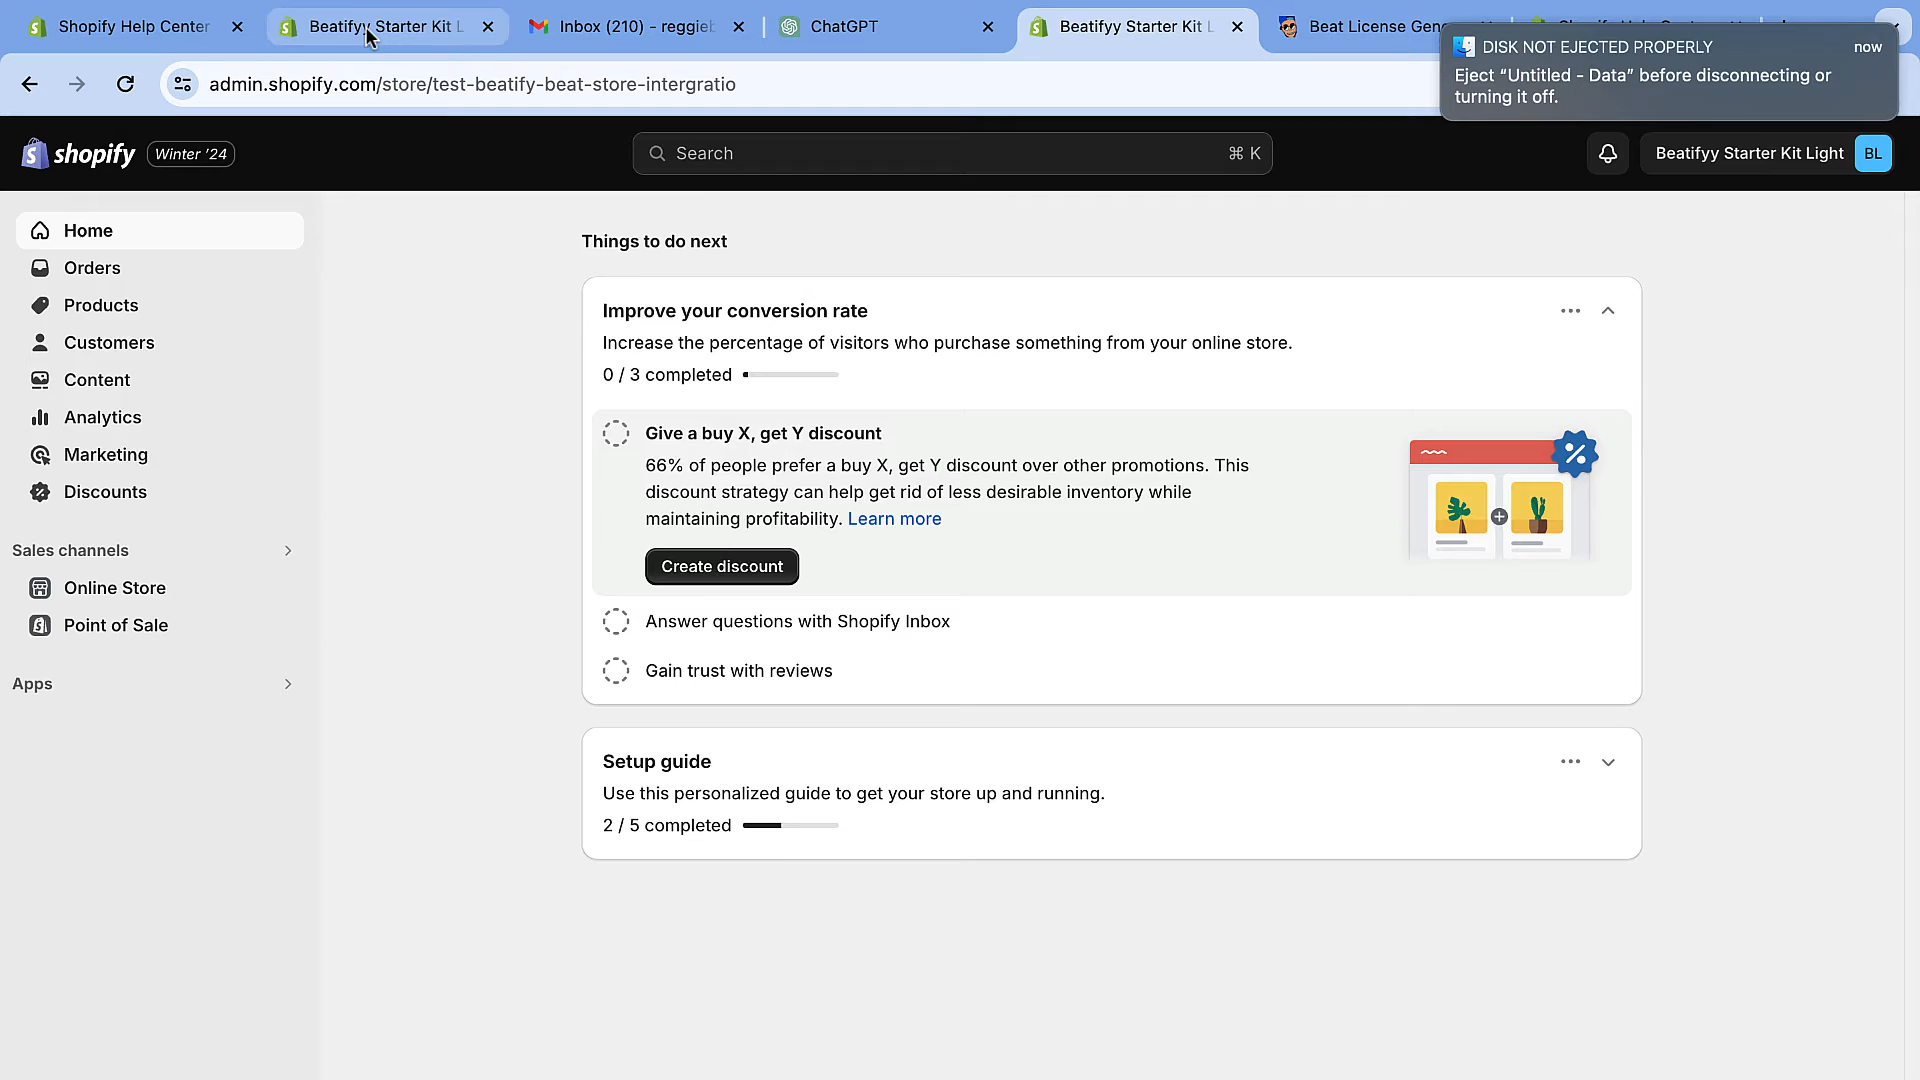 Shopify Help Center
Beatifyy Starter Kit L
Inbox (210) - reggieb
ChatGPT
Beatifyy Starter Kit L
Beat License Gen
DISK NOT EJECTED PROPERLY
now
Eject “Untitled - Data” before disconnecting or
turning it off.
admin.shopify.com/store/test-beatify-beat-store-intergratio
shopify
Winter ’24
Search
⌘ K
Beatifyy Starter Kit Light
BL
Home
Orders
Products
Customers
Content
Analytics
Marketing
Discounts
Sales channels
Online Store
Point of Sale
Apps
Things to do next
Improve your conversion rate
Increase the percentage of visitors who purchase something from your online store.
0 / 3 completed
Give a buy X, get Y discount
66% of people prefer a buy X, get Y discount over other promotions. This
discount strategy can help get rid of less desirable inventory while
maintaining profitability. Learn more
Create discount
Answer questions with Shopify Inbox
Gain trust with reviews
Setup guide
Use this personalized guide to get your store up and running.
2 / 5 completed